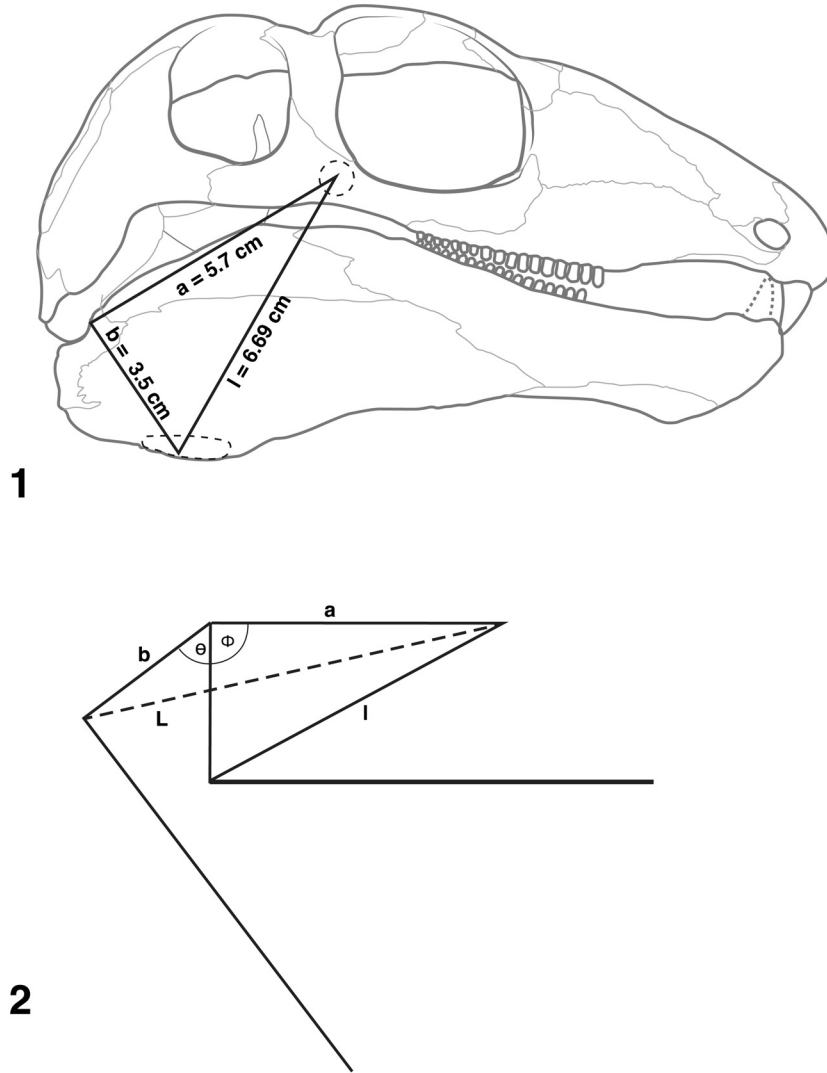 a = 5.7 cm
b = 3.5 cm
l = 6.69 cm
1
a
b
Θ
Φ
L
l
2